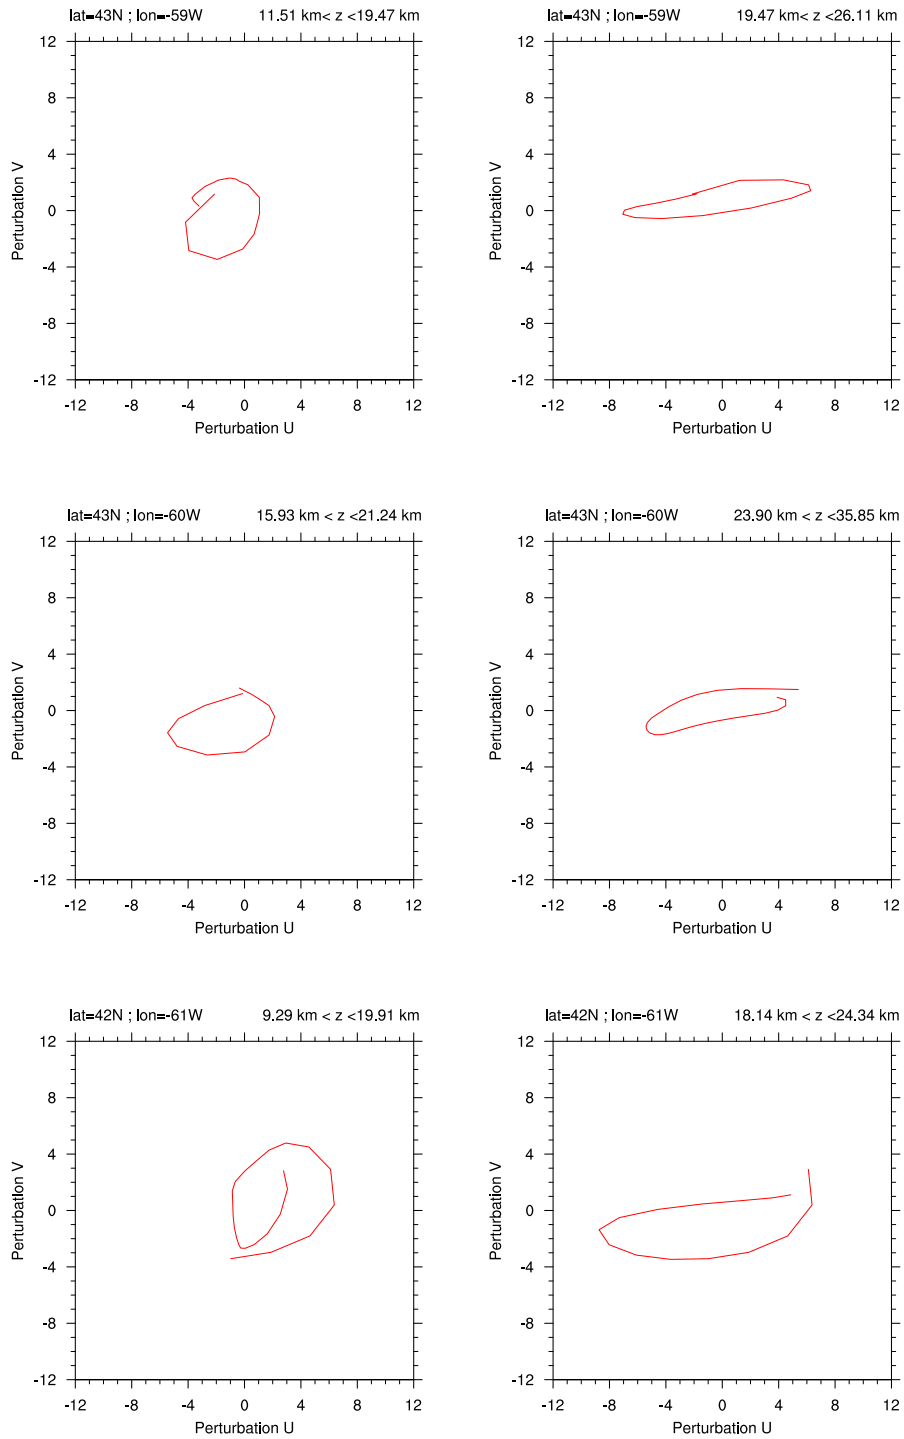 lat=43N ; lon=-59W 11.51 km< z <19.47 km
12
8
4
0
-4
-8
-12
Perturbation V
-12 -8 -4 0 4 8 12
Perturbation U
lat=43N ; lon=-59W 19.47 km< z <26.11 km
12
8
4
0
-4
-8
-12
Perturbation V
-12 -8 -4 0 4 8 12
Perturbation U
lat=43N ; lon=-60W 15.93 km < z <21.24 km
12
8
4
0
-4
-8
-12
Perturbation V
-12 -8 -4 0 4 8 12
Perturbation U
lat=43N ; lon=-60W 23.90 km < z <35.85 km
12
8
4
0
-4
-8
-12
Perturbation V
-12 -8 -4 0 4 8 12
Perturbation U
lat=42N ; lon=-61W 9.29 km < z <19.91 km
12
8
4
0
-4
-8
-12
Perturbation V
-12 -8 -4 0 4 8 12
Perturbation U
lat=42N ; lon=-61W 18.14 km < z <24.34 km
12
8
4
0
-4
-8
-12
Perturbation V
-12 -8 -4 0 4 8 12
Perturbation U